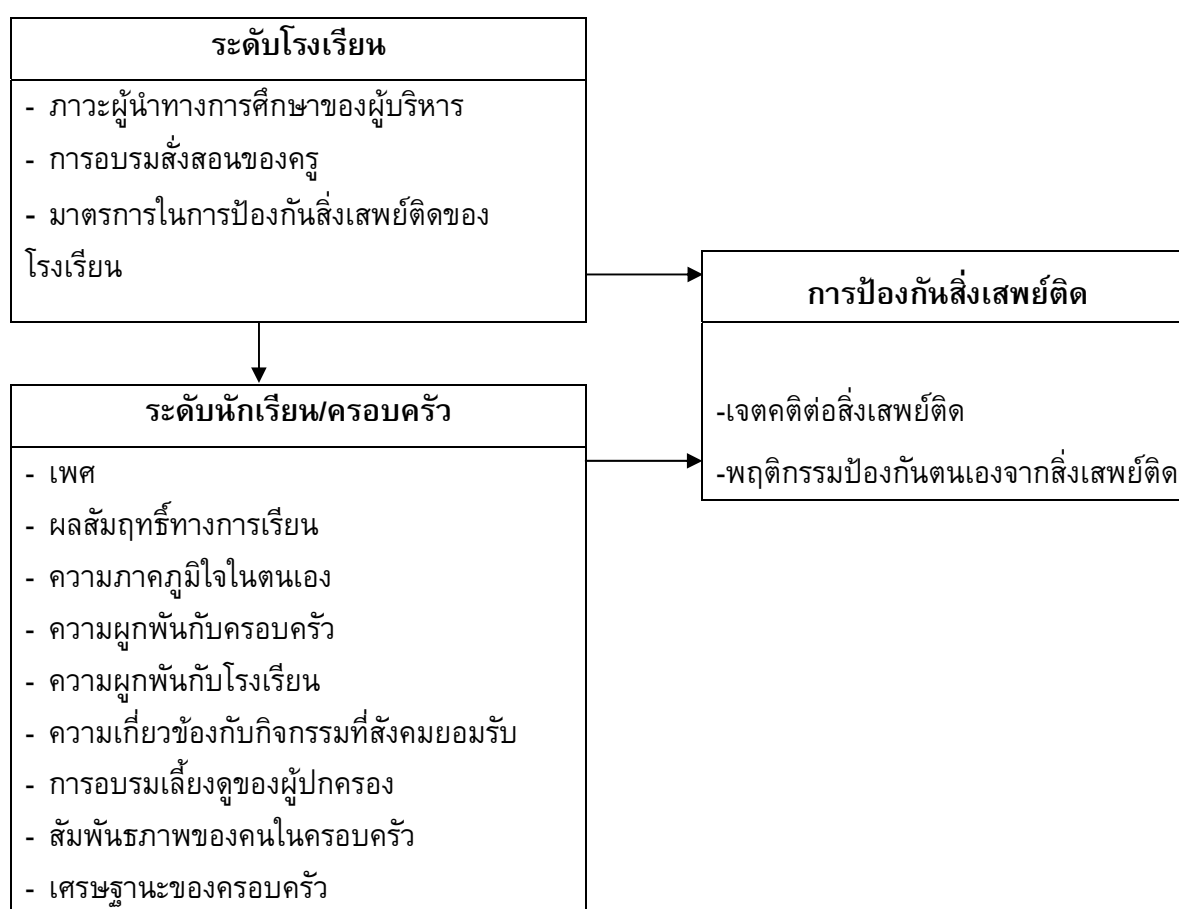 ระดับโรงเรียน
- ภาวะผู้นำทางการศึกษาของผู้บริหาร
- การอบรมสั่งสอนของครู
- มาตรการในการป้องกันสิ่งเสพย์ติดของ
โรงเรียน
การป้องกันสิ่งเสพย์ติด
-เจตคติต่อสิ่งเสพย์ติด
-พฤติกรรมป้องกันตนเองจากสิ่งเสพย์ติด
ระดับนักเรียน/ครอบครัว
- เพศ
- ผลสัมฤทธิ์ทางการเรียน
- ความภาคภูมิใจในตนเอง
- ความผูกพันกับครอบครัว
- ความผูกพันกับโรงเรียน
- ความเกี่ยวข้องกับกิจกรรมที่สังคมยอมรับ
- การอบรมเลี้ยงดูของผู้ปกครอง
- สัมพันธภาพของคนในครอบครัว
- เศรษฐานะของครอบครัว